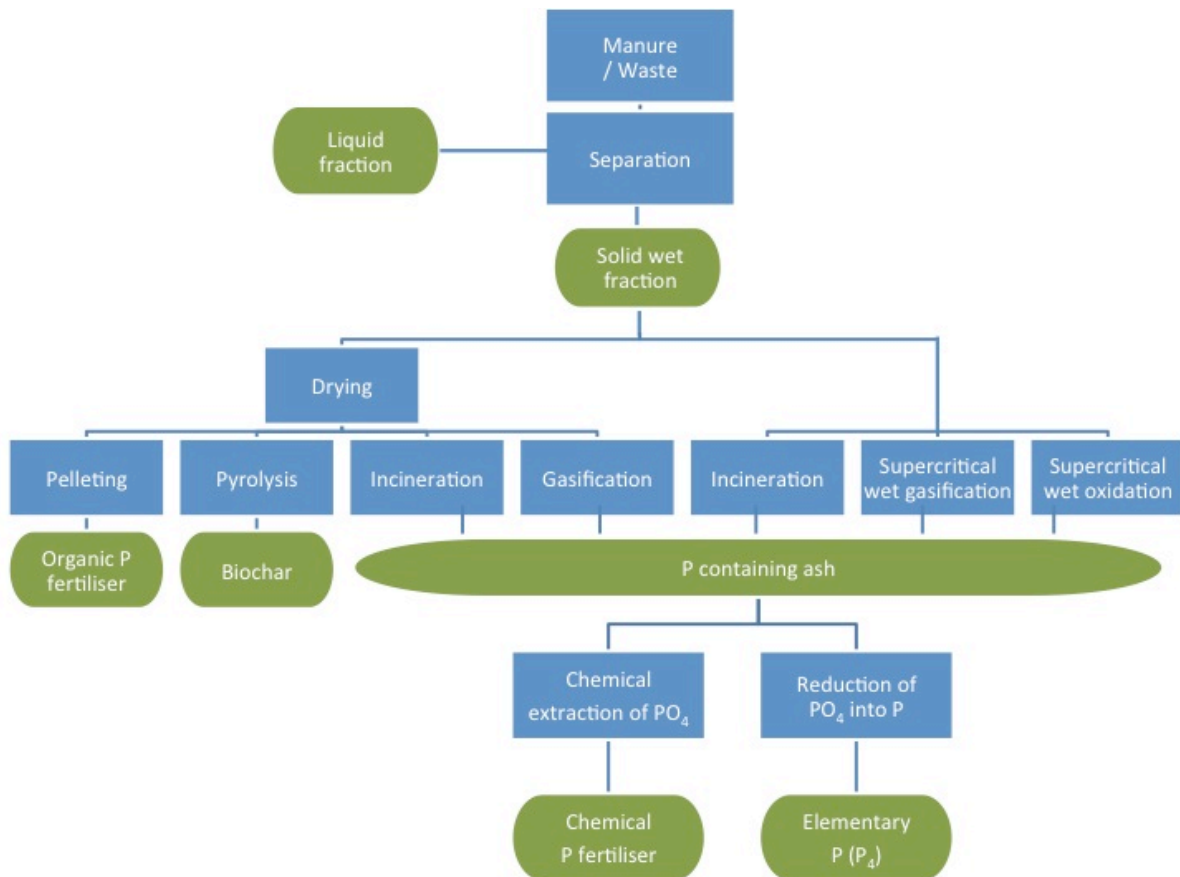 Manure
/ Waste
Liquid
fraction
Separation
Solid wet
fraction
Drying
Pelleting
Pyrolysis
Incineration
Gasification
Incineration
Supercritical
wet gasification
Supercritical
wet oxidation
Organic P
fertiliser
Biochar
P containing ash
Chemical
extraction of PO₄
Reduction of
PO₄ into P
Chemical
P fertiliser
Elementary
P (P₄)